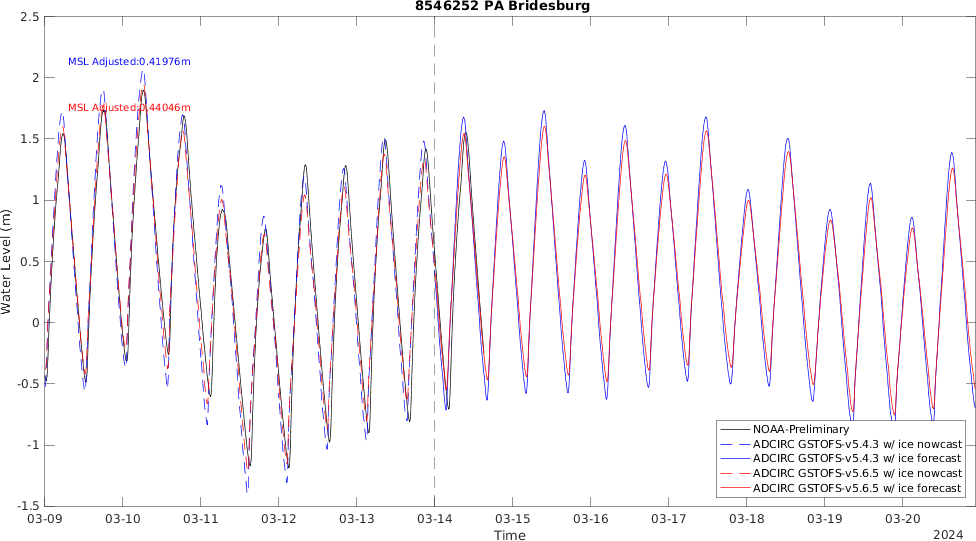 8546252 PA Bridesburg
2.5
2
1.5
1
0.5
0
-0.5
-1
-1.5
Water Level (m)
MSL Adjusted:0.41976m
MSL Adjusted:0.44046m
NOAA-Preliminary
ADCIRC GSTOFS-v5.4.3 w/ ice nowcast
ADCIRC GSTOFS-v5.4.3 w/ ice forecast
ADCIRC GSTOFS-v5.6.5 w/ ice nowcast
ADCIRC GSTOFS-v5.6.5 w/ ice forecast
03-09 03-10 03-11 03-12 03-13 03-14 03-15 03-16 03-17 03-18 03-19 03-20
Time
2024